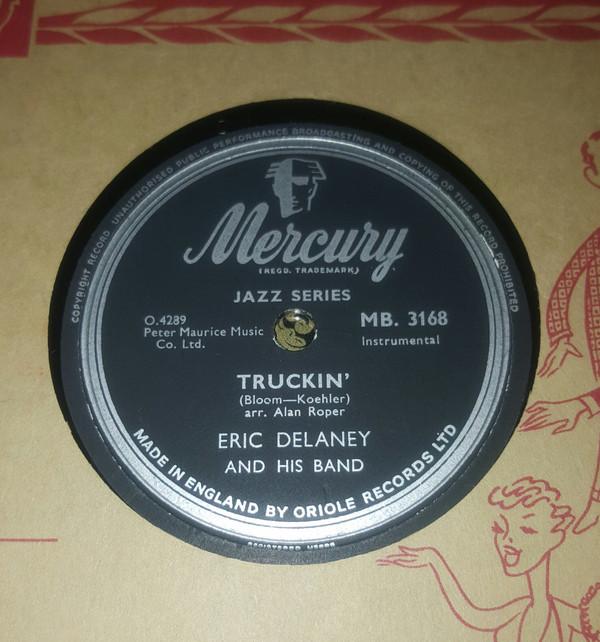 COPYRIGHT RECORD. UNAUTHORISED PUBLIC PERFORMANCE BROADCASTING AND COPYING OF THIS RECORD PROHIBITED
Mercury
(REGD. TRADEMARK)
JAZZ SERIES
O.4289
Peter Maurice Music
Co. Ltd.
MB. 3168
Instrumental
TRUCKIN'
(Bloom—Koehler)
arr. Alan Roper
ERIC DELANEY
AND HIS BAND
MADE IN ENGLAND BY ORIOLE RECORDS LTD
REGISTERED USERS